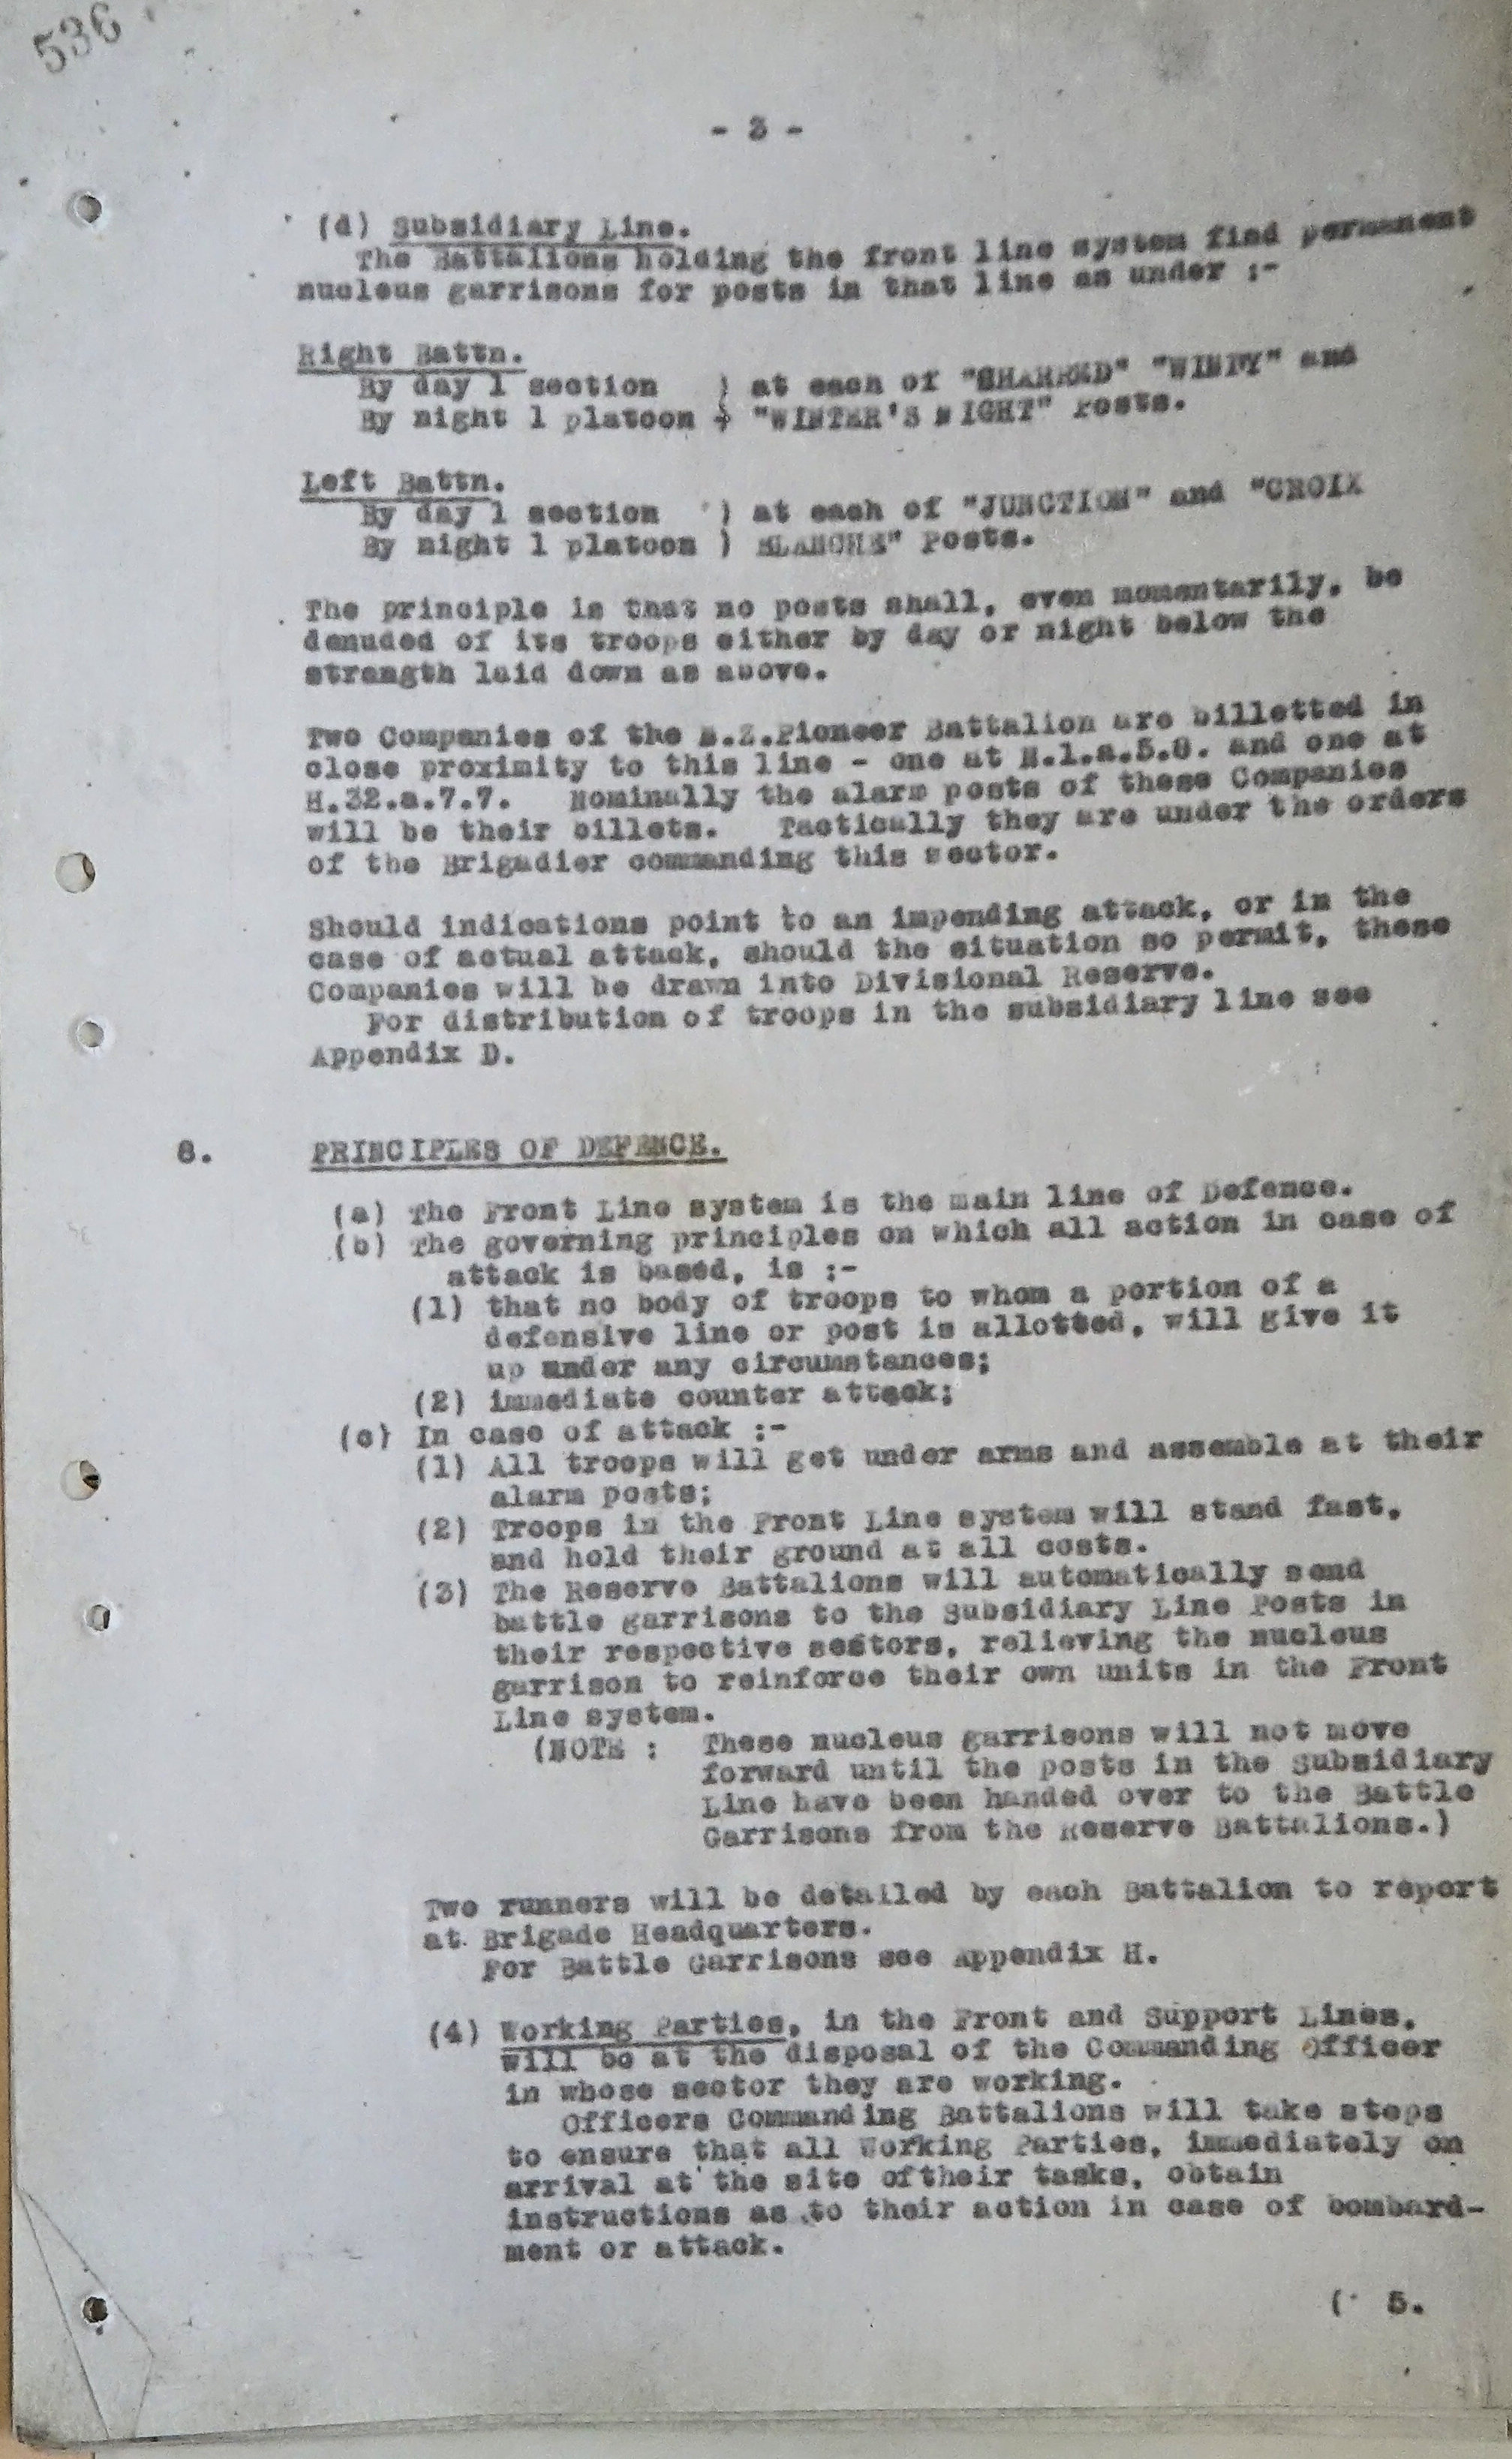 536
- 3 -
(d) Subsidiary Line.
The Battalions holding the front line system find permanent
nucleus garrisons for posts in that line as under :-
Right Battn.
By day 1 section ) at each of "CHARRED" "WINDY" and
By night 1 platoon ) "WINTER'S NIGHT" Posts.
Left Battn.
By day 1 section ) at each of "JUNCTION" and "CROIX
By night 1 platoon ) BLANCHE" Posts.
The principle is that no posts shall, even momentarily, be
denuded of its troops either by day or night below the
strength laid down as above.
Two Companies of the N.Z.Pioneer Battalion are billetted in
close proximity to this line - one at N.1.a.5.8. and one at
H.32.a.7.7. Nominally the alarm posts of these Companies
will be their billets. Tactically they are under the orders
of the Brigadier commanding this sector.
Should indications point to an impending attack, or in the
case of actual attack, should the situation so permit, these
Companies will be drawn into Divisional Reserve.
For distribution of troops in the subsidiary line see
Appendix D.
8. PRINCIPLES OF DEFENCE.
(a) The Front Line system is the main line of Defence.
(b) The governing principles on which all action in case of
attack is based, is :-
(1) that no body of troops to whom a portion of a
defensive line or post is allotted, will give it
up under any circumstances;
(2) immediate counter attack;
(c) In case of attack :-
(1) All troops will get under arms and assemble at their
alarm posts;
(2) Troops in the Front Line system will stand fast,
and hold their ground at all costs.
(3) The Reserve Battalions will automatically send
battle garrisons to the Subsidiary Line Posts in
their respective sectors, relieving the nucleus
garrison to reinforce their own units in the Front
Line system.
(NOTE : These nucleus garrisons will not move
forward until the posts in the Subsidiary
Line have been handed over to the Battle
Garrisons from the Reserve Battalions.)
Two runners will be detailed by each Battalion to report
at Brigade Headquarters.
For Battle Garrisons see Appendix H.
(4) Working Parties, in the Front and Support Lines,
will be at the disposal of the Commanding Officer
in whose sector they are working.
Officers Commanding Battalions will take steps
to ensure that all Working Parties, immediately on
arrival at the site oftheir tasks, obtain
instructions as to their action in case of bombard-
ment or attack.
( 5.